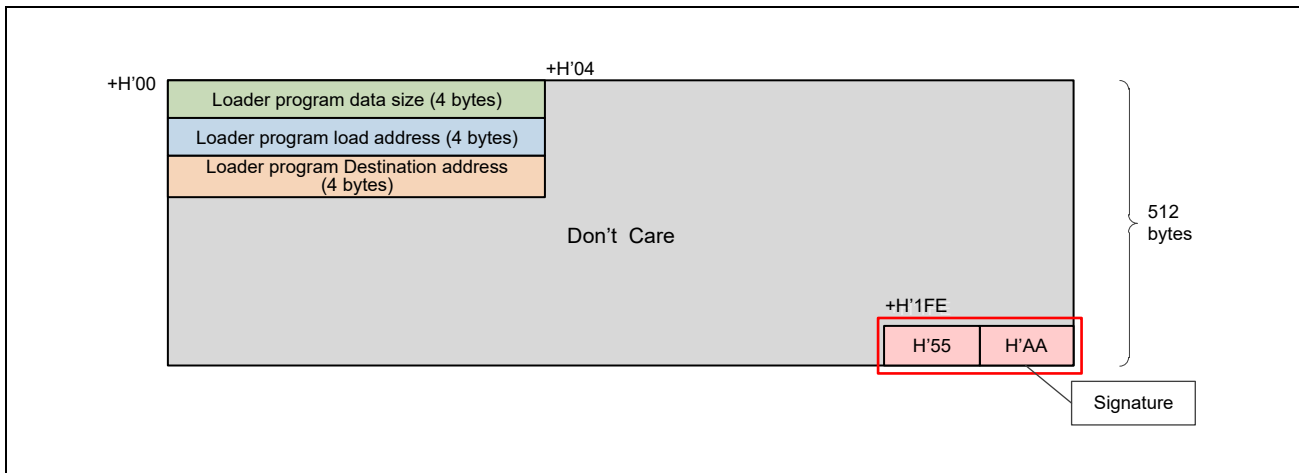 +H’04
+H’00
Loader program data size (4 bytes)
Loader program load address (4 bytes)
Loader program Destination address
(4 bytes)
512
bytes
Don’t Care
+H’1FE
H’55 H’AA
Signature